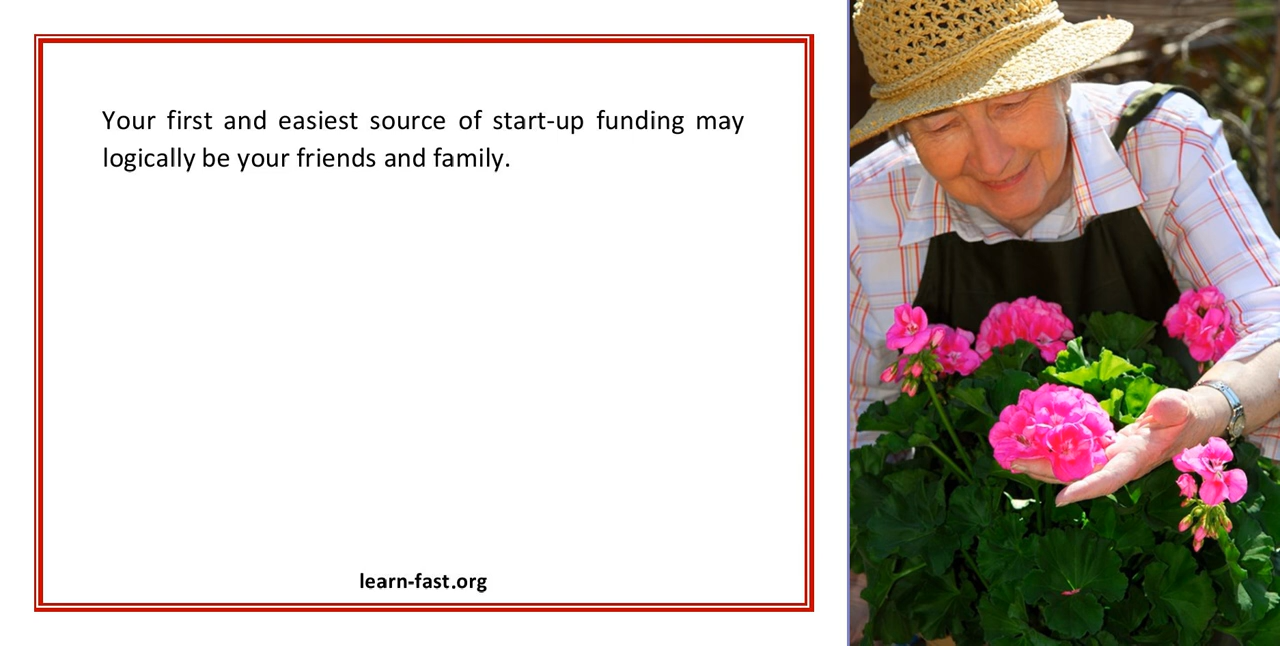 Your first and easiest source of start-up funding may
logically be your friends and family.
learn-fast.org